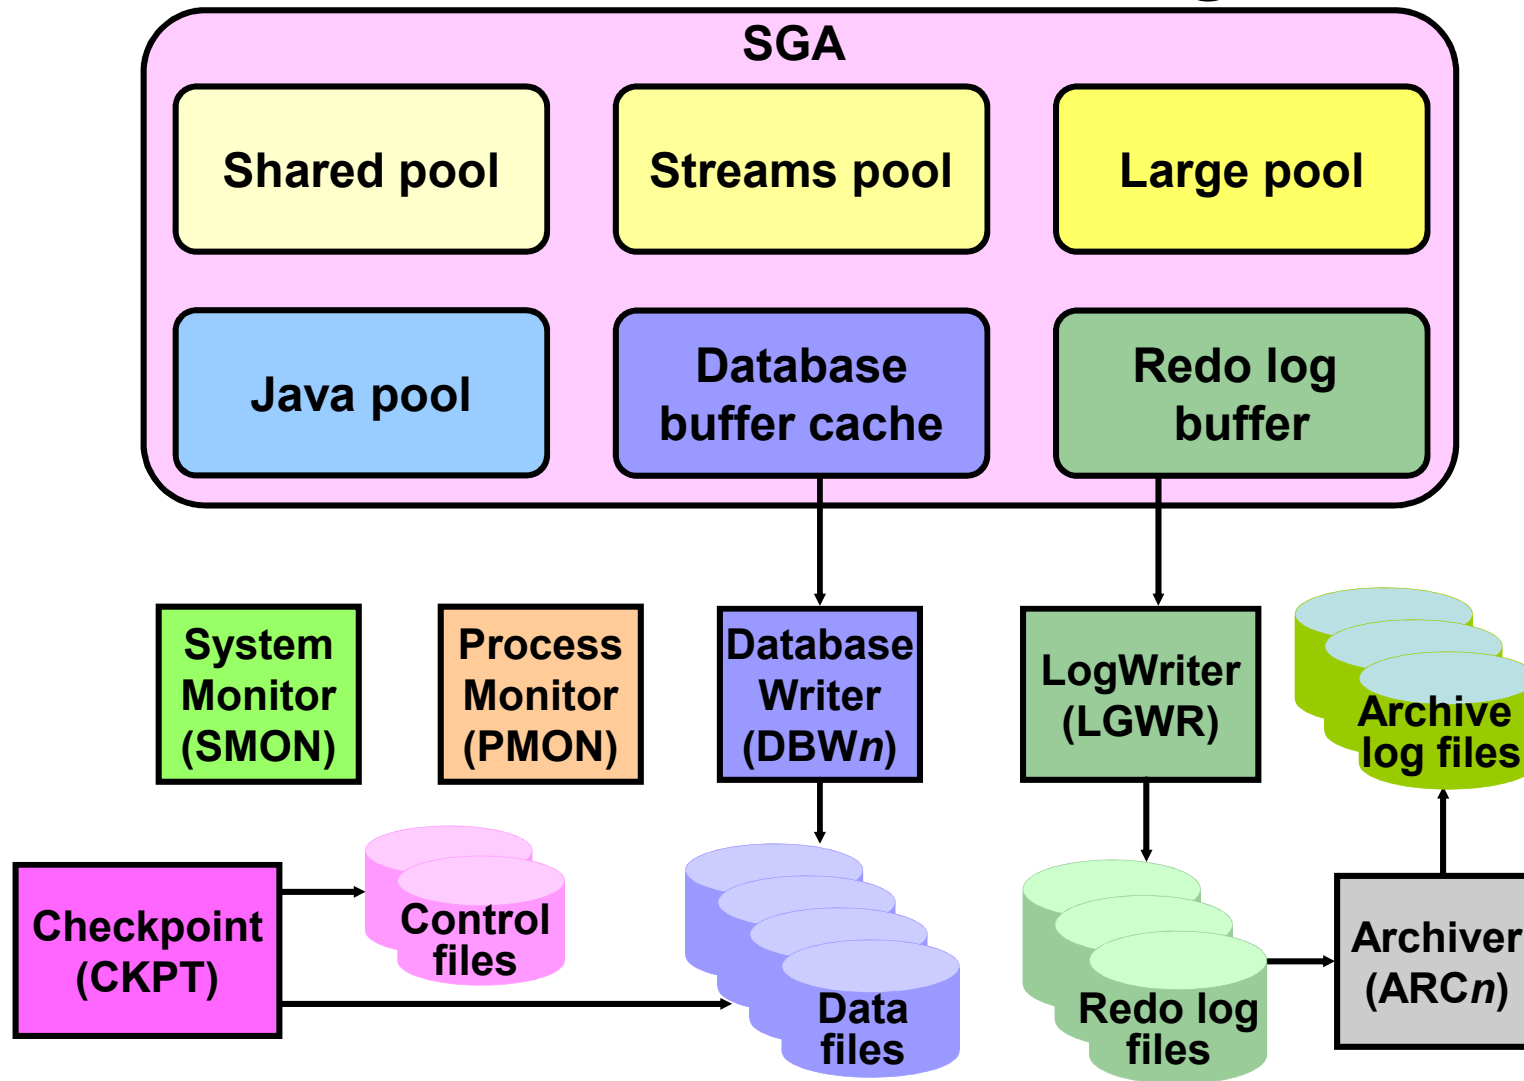 SGA
Shared pool
Streams pool
Large pool
Java pool
Database
buffer cache
Redo log
buffer
System
Monitor
(SMON)
Process
Monitor
(PMON)
Database
Writer
(DBWn)
LogWriter
(LGWR)
Archive
log files
Checkpoint
(CKPT)
Control
files
Data
files
Redo log
files
Archiver
(ARCn)